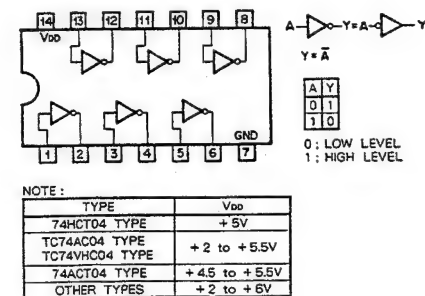 14 13 12 11 10 9 8
VDD
GND
1 2 3 4 5 6 7
A Y=A Y
Y=A̅
A Y
0 1
1 0
0 ; LOW LEVEL
1 ; HIGH LEVEL
NOTE :
TYPE VDD
74HCT04 TYPE +5V
TC74AC04 TYPE
TC74VHC04 TYPE +2 to +5.5V
74ACT04 TYPE +4.5 to +5.5V
OTHER TYPES +2 to +6V